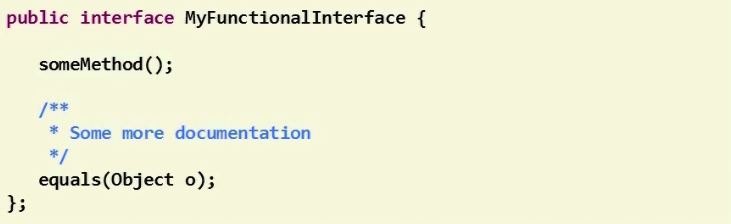 public interface MyFunctionalInterface {
someMethod();
/**
* Some more documentation
*/
equals(Object o);
};